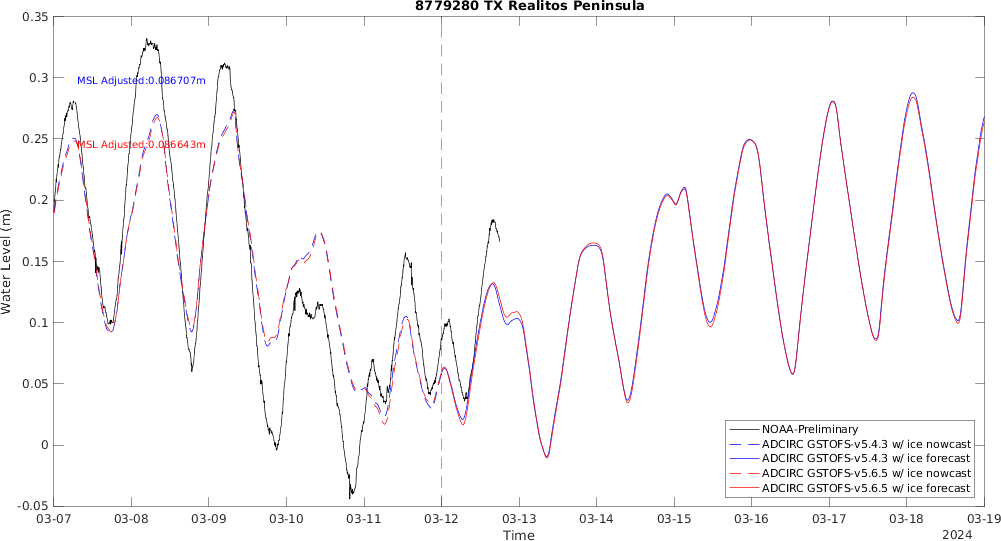 8779280 TX Realitos Peninsula
0.35
0.3
0.25
0.2
0.15
0.1
0.05
0
-0.05
Water Level (m)
MSL Adjusted:0.086707m
MSL Adjusted:0.086643m
NOAA-Preliminary
ADCIRC GSTOFS-v5.4.3 w/ ice nowcast
ADCIRC GSTOFS-v5.4.3 w/ ice forecast
ADCIRC GSTOFS-v5.6.5 w/ ice nowcast
ADCIRC GSTOFS-v5.6.5 w/ ice forecast
03-07 03-08 03-09 03-10 03-11 03-12 03-13 03-14 03-15 03-16 03-17 03-18 03-19
Time
2024